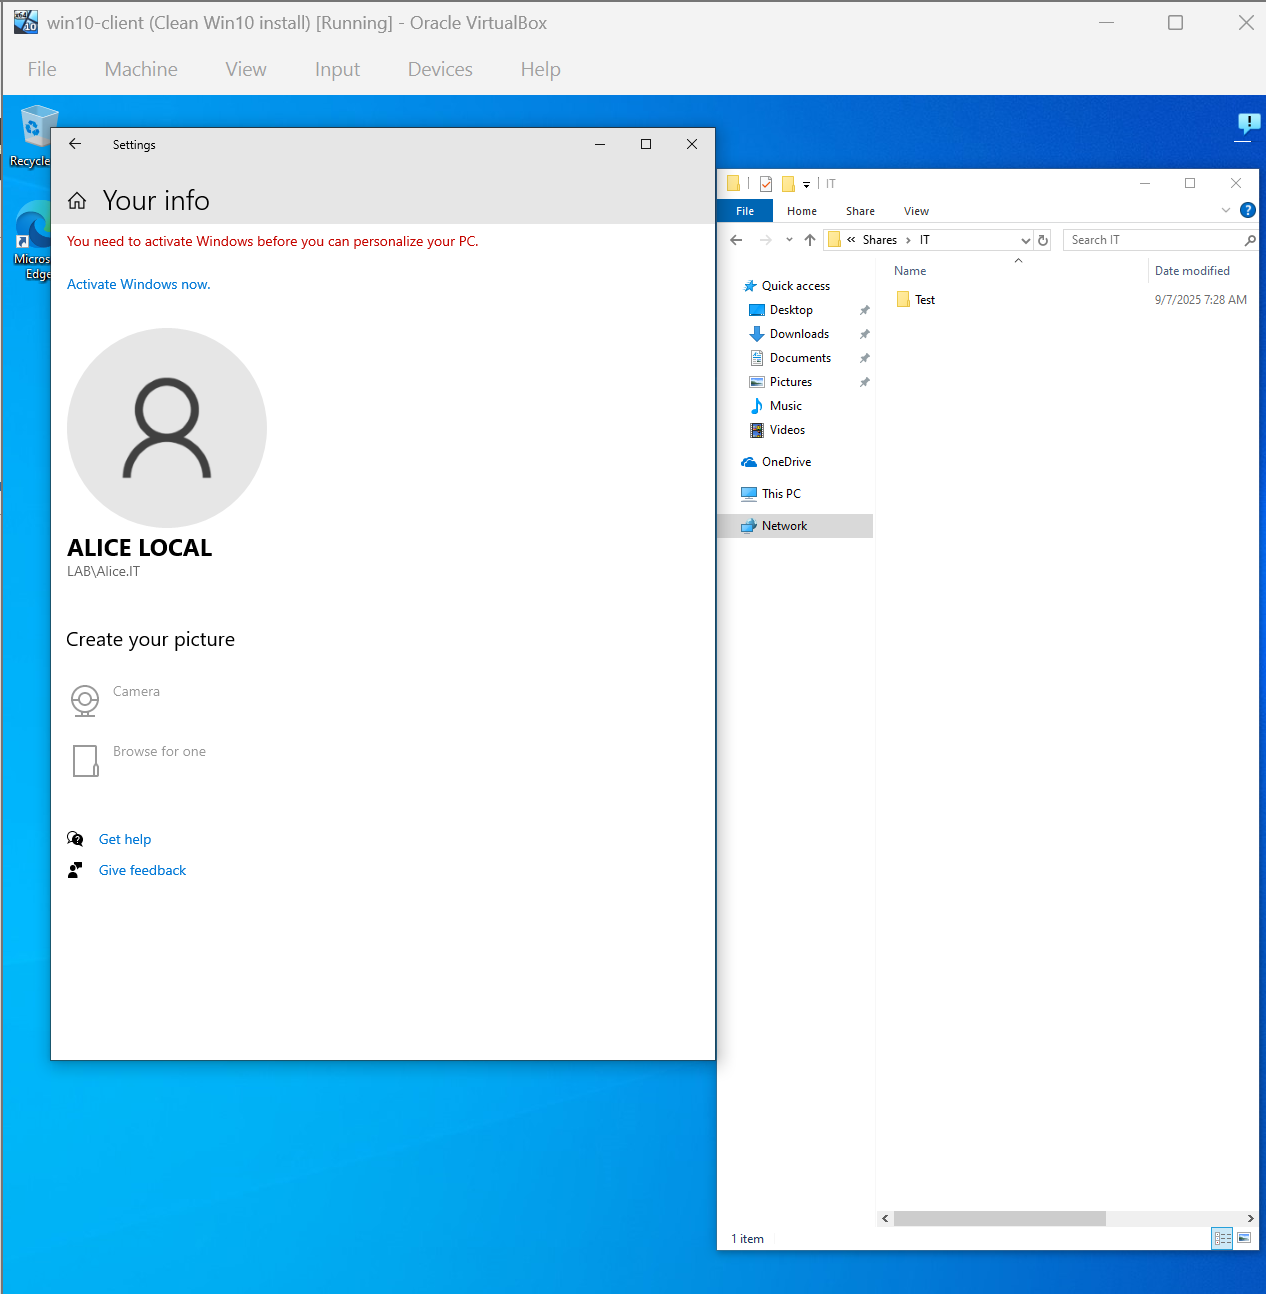 win10-client (Clean Win10 install) [Running] - Oracle VirtualBox
File Machine View Input Devices Help
Recycle
Micros
Edge
Settings
Your info
You need to activate Windows before you can personalize your PC.
Activate Windows now.
ALICE LOCAL
LAB\Alice.IT
Create your picture
Camera
Browse for one
Get help
Give feedback
IT
File Home Share View
« Shares › IT
Search IT
Name Date modified
Test 9/7/2025 7:28 AM
Quick access
Desktop
Downloads
Documents
Pictures
Music
Videos
OneDrive
This PC
Network
1 item